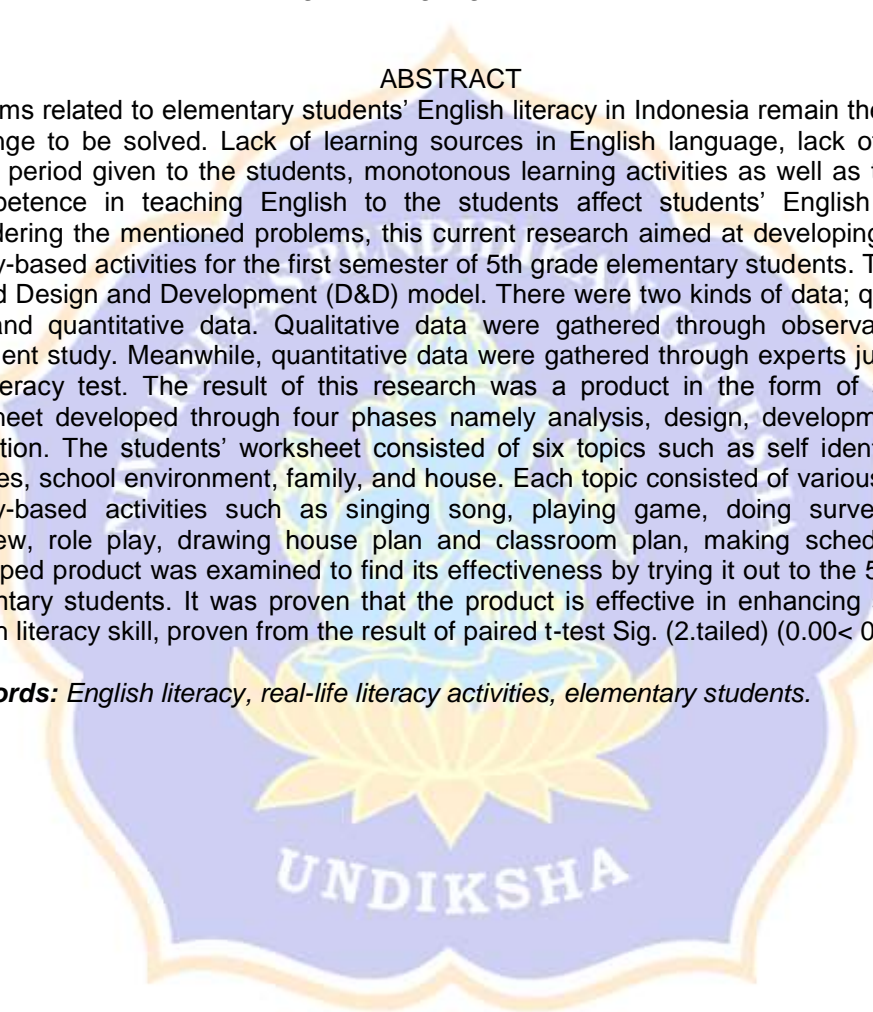 ABSTRACT
ms related to elementary students’ English literacy in Indonesia remain the
nge to be solved. Lack of learning sources in English language, lack o
period given to the students, monotonous learning activities as well as t
petence in teaching English to the students affect students’ English
dering the mentioned problems, this current research aimed at developing
y-based activities for the first semester of 5th grade elementary students. T
d Design and Development (D&D) model. There were two kinds of data; q
and quantitative data. Qualitative data were gathered through observa
ent study. Meanwhile, quantitative data were gathered through experts ju
eracy test. The result of this research was a product in the form of
heet developed through four phases namely analysis, design, developm
tion. The students’ worksheet consisted of six topics such as self iden
es, school environment, family, and house. Each topic consisted of various
y-based activities such as singing song, playing game, doing surve
ew, role play, drawing house plan and classroom plan, making sched
ped product was examined to find its effectiveness by trying it out to the 5
ntary students. It was proven that the product is effective in enhancing
n literacy skill, proven from the result of paired t-test Sig. (2.tailed) (0.00< 0
ords: English literacy, real-life literacy activities, elementary students.
UNIVERSITAS PENDIDIKAN GANESHA
UNDIKSHA